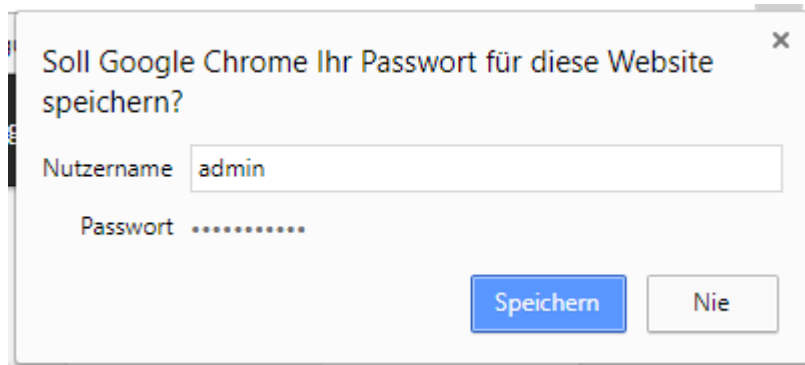 Soll Google Chrome Ihr Passwort für diese Website
speichern?
Nutzername admin
Passwort •••••••••••
Speichern Nie